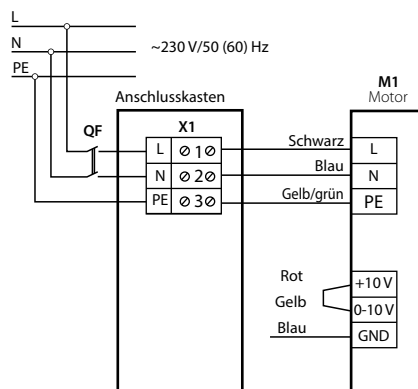 L
N
~230 V/50 (60) Hz
PE
M1
Anschlusskasten
Motor
QF
X1
Schwarz
L
1
L
Blau
N
2
N
Gelb/grün
PE
3
PE
Rot
+10 V
Gelb
0-10 V
Blau
GND